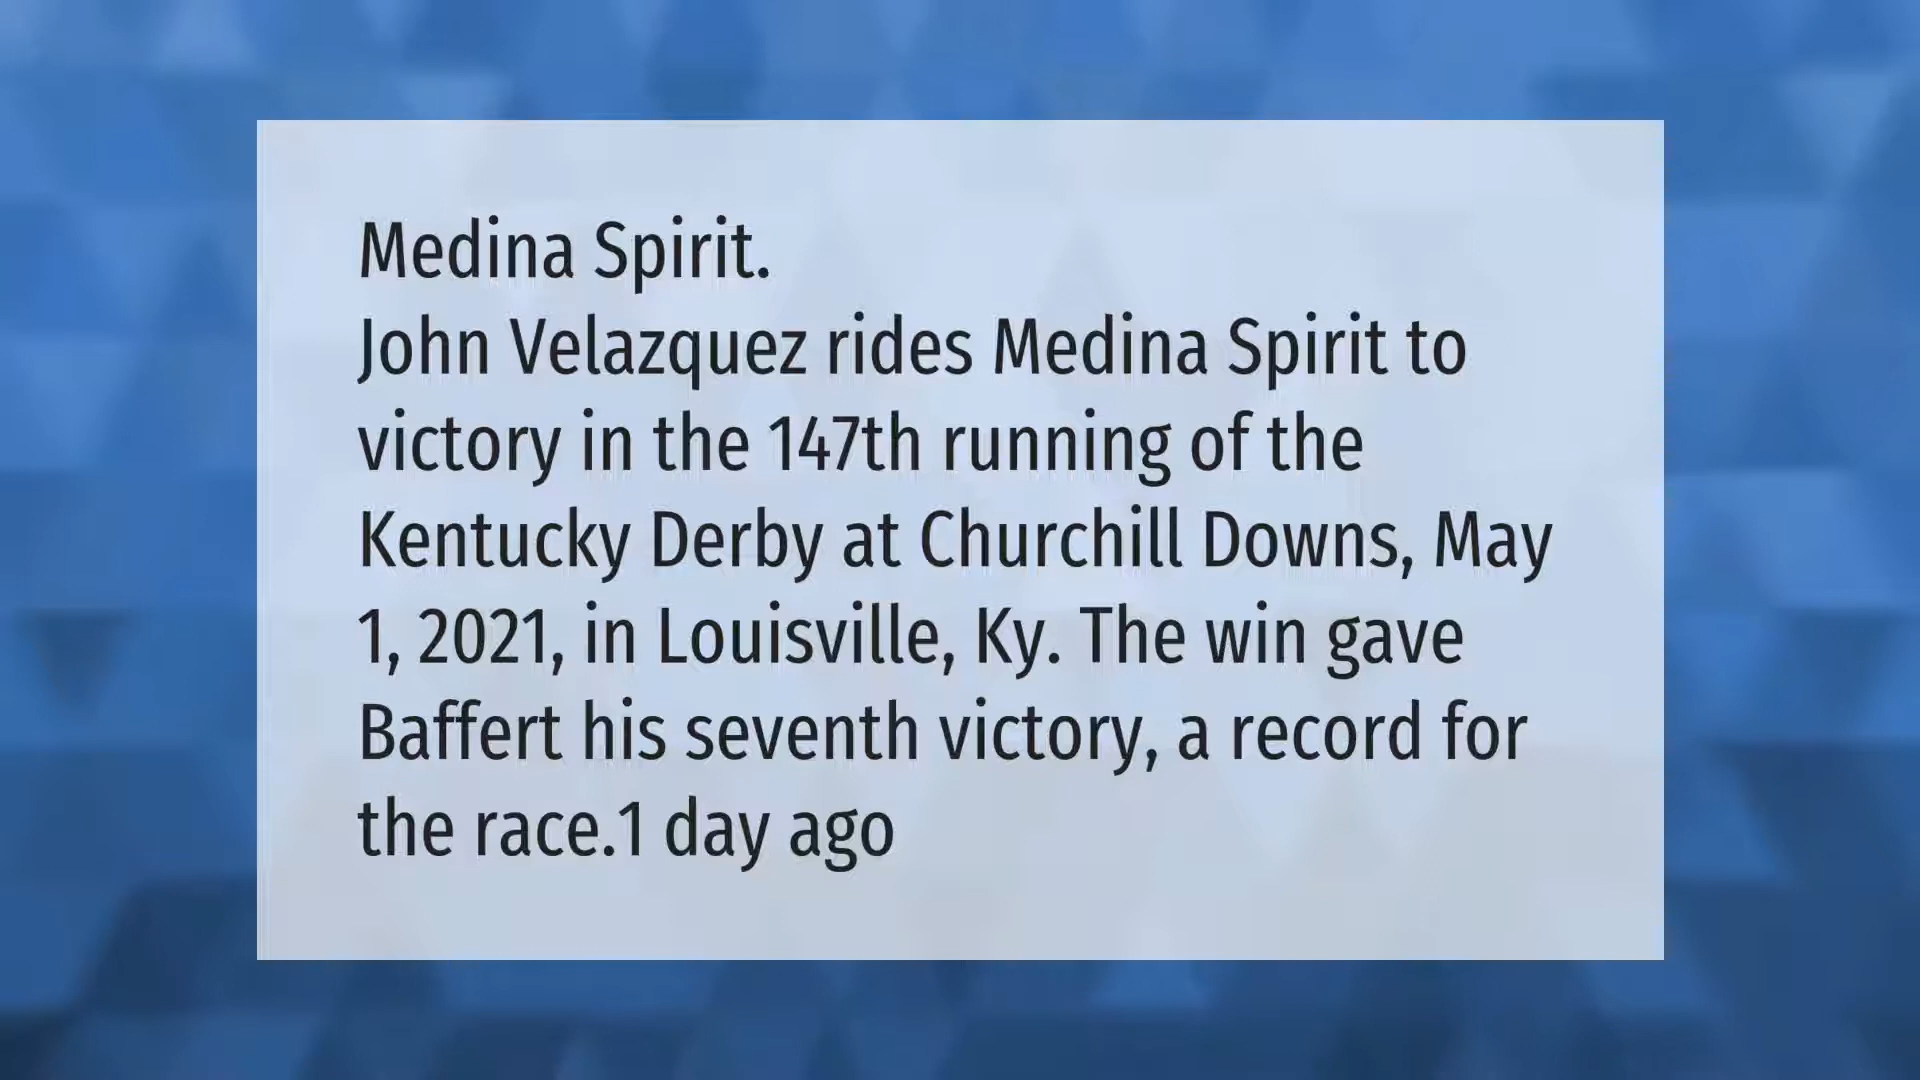 Medina Spirit.
John Velazquez rides Medina Spirit to
victory in the 147th running of the
Kentucky Derby at Churchill Downs, May
1, 2021, in Louisville, Ky. The win gave
Baffert his seventh victory, a record for
the race.1 day ago